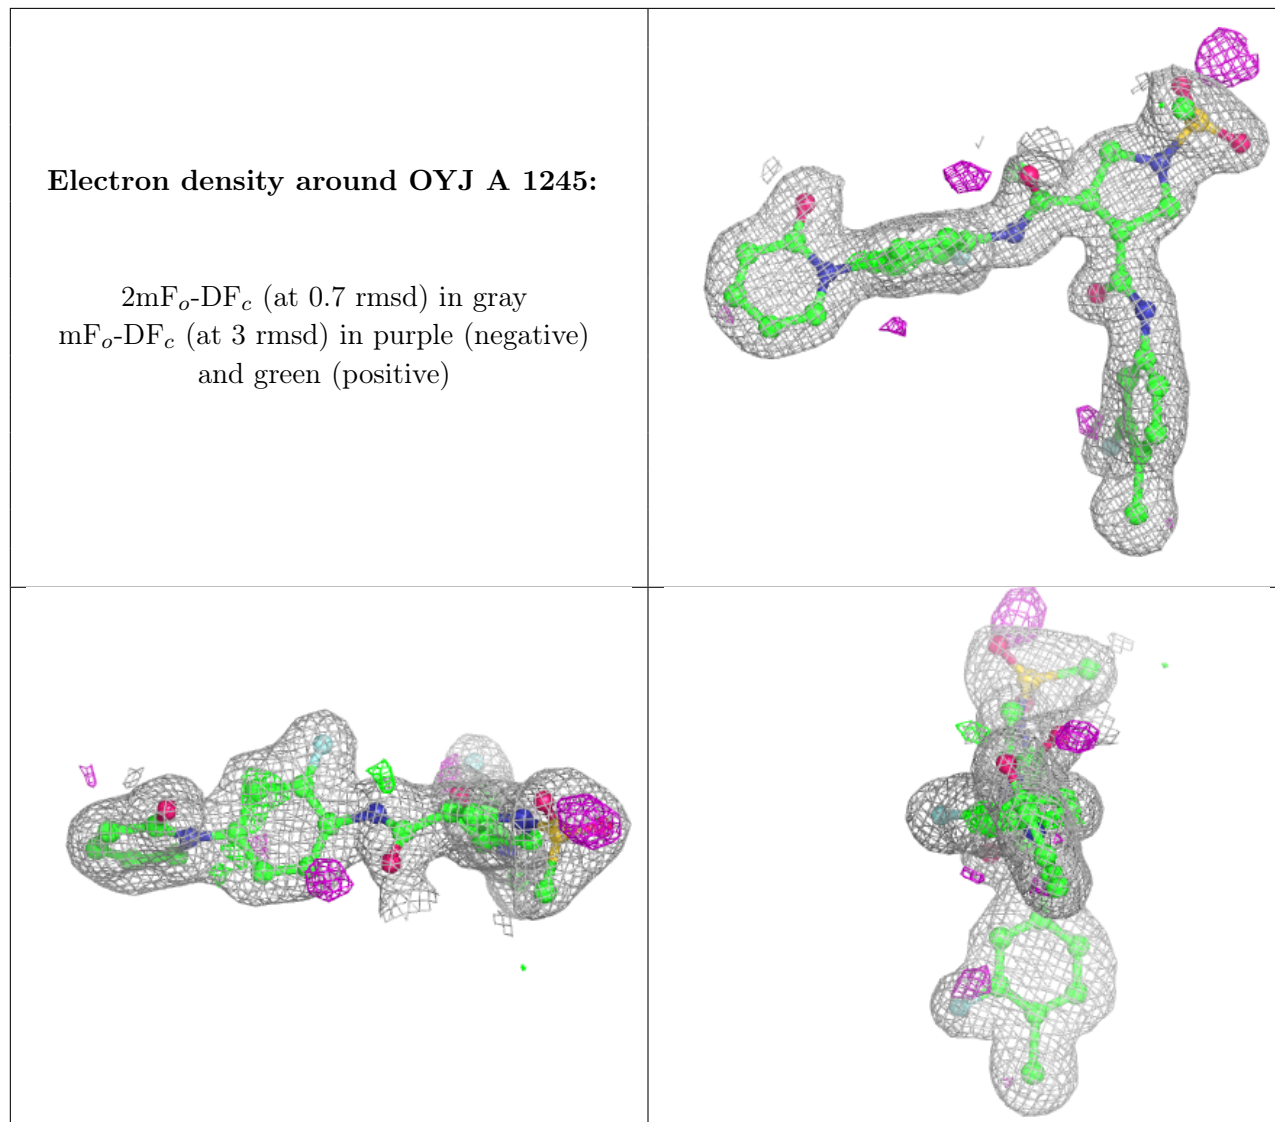 Electron density around OYJ A 1245:
2mFo-DFc (at 0.7 rmsd) in gray
mFo-DFc (at 3 rmsd) in purple (negative)
and green (positive)